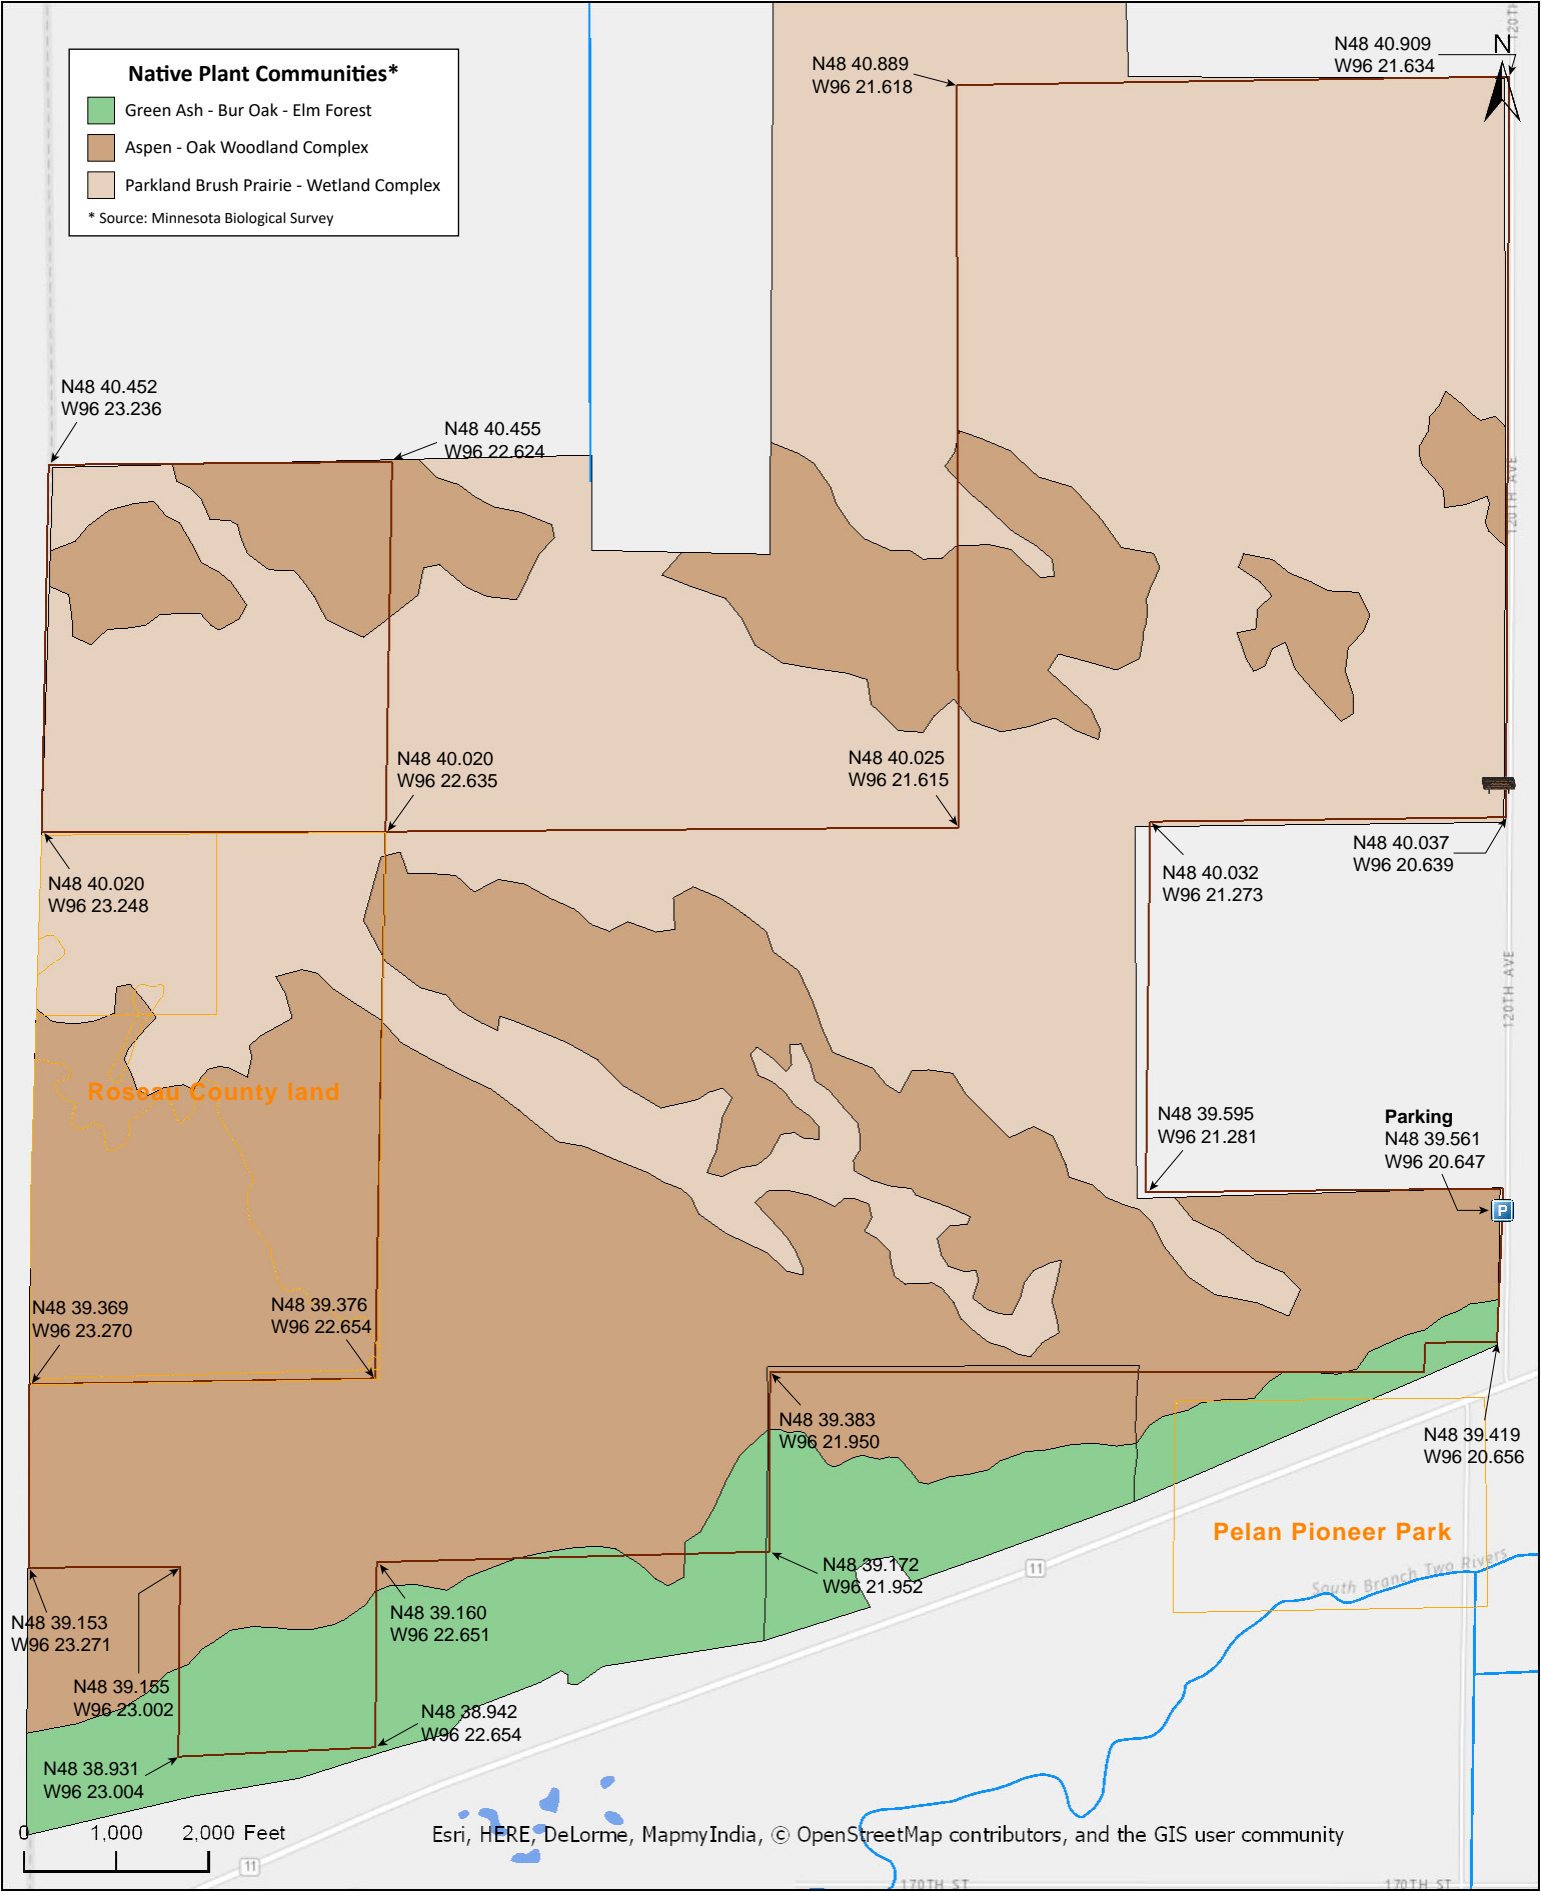 Native Plant Communities*
Green Ash - Bur Oak - Elm Forest
Aspen - Oak Woodland Complex
Parkland Brush Prairie - Wetland Complex
* Source: Minnesota Biological Survey
N48 40.889
W96 21.618
N48 40.909
W96 21.634
N
120TH
N48 40.452
W96 23.236
N48 40.455
W96 22.624
120TH AVE
N48 40.020
W96 22.635
N48 40.025
W96 21.615
N48 40.037
W96 20.639
N48 40.020
W96 23.248
N48 40.032
W96 21.273
120TH AVE
Roseau County land
N48 39.595
W96 21.281
Parking
N48 39.561
W96 20.647
P
N48 39.369
W96 23.270
N48 39.376
W96 22.654
N48 39.383
W96 21.950
N48 39.419
W96 20.656
Pelan Pioneer Park
South Branch Two Rivers
11
N48 39.172
W96 21.952
N48 39.153
W96 23.271
N48 39.160
W96 22.651
N48 39.155
W96 23.002
N48 38.942
W96 22.654
N48 38.931
W96 23.004
0 1,000 2,000 Feet
Esri, HERE, DeLorme, MapmyIndia, © OpenStreetMap contributors, and the GIS user community
11
170TH ST
170TH ST